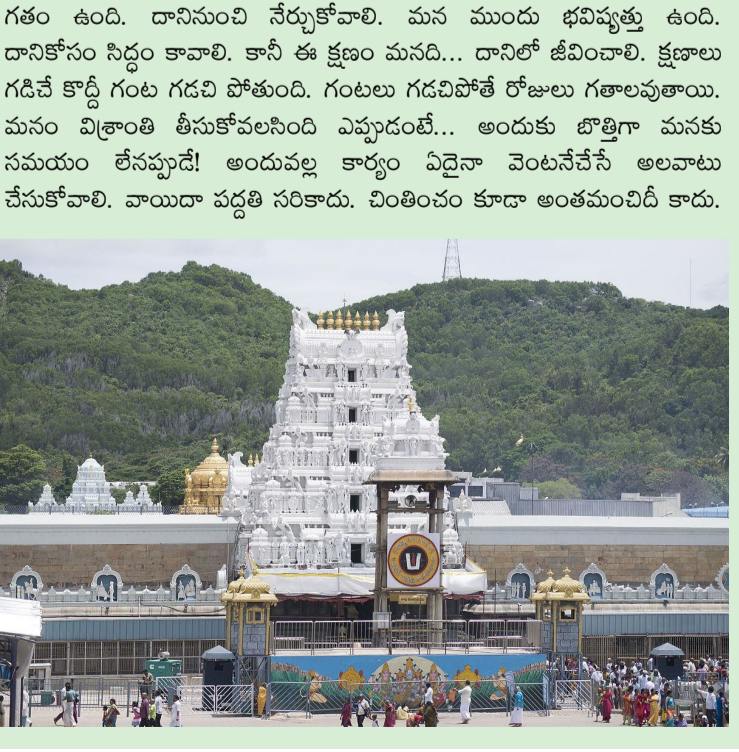 గతం ఉంది. దానినుంచి నేర్చుకోవాలి. మన ముందు భవిష్యత్తు ఉంది.
దానికోసం సిద్ధం కావాలి. కానీ ఈ క్షణం మనది... దానిలో జీవించాలి. క్షణాలు
గడిచే కొద్దీ గంట గడచి పోతుంది. గంటలు గడచిపోతే రోజులు గతాలవుతాయి.
మనం విశ్రాంతి తీసుకోవలసింది ఎప్పుడంటే... అందుకు బొత్తిగా మనకు
సమయం లేనప్పుడే! అందువల్ల కార్యం ఏదైనా వెంటనేచేసే అలవాటు
చేసుకోవాలి. వాయిదా పద్దతి సరికాదు. చింతించం కూడా అంతమంచిదీ కాదు.